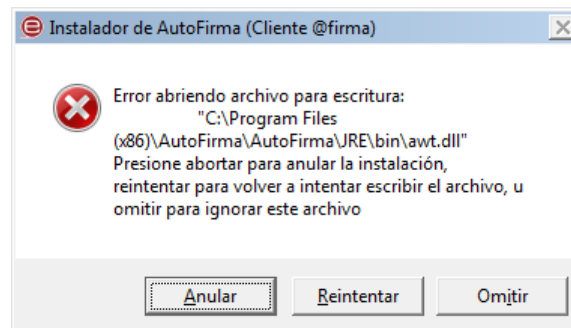 Instalador de AutoFirma (Cliente @firma)
Error abriendo archivo para escritura:
"C:\Program Files
(x86)\AutoFirma\AutoFirma\JRE\bin\awt.dll"
Presione abortar para anular la instalación,
reintentar para volver a intentar escribir el archivo, u
omitir para ignorar este archivo
Anular Reintentar Omitir